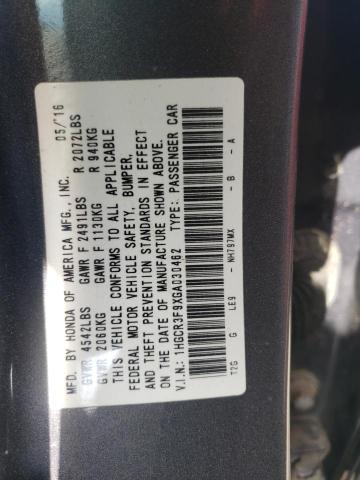 MFD. BY HONDA OF AMERICA MFG., INC. 05/'16
GVWR 4542LBS GAWR F 2491LBS R 2072LBS
GVWR 2060KG GAWR F 1130KG R 940KG
THIS VEHICLE CONFORMS TO ALL APPLICABLE
FEDERAL MOTOR VEHICLE SAFETY, BUMPER,
AND THEFT PREVENTION STANDARDS IN EFFECT
ON THE DATE OF MANUFACTURE SHOWN ABOVE.
V.I.N.: 1HGCR3F9XGA030462 TYPE: PASSENGER CAR
T2G G LE9 - NH797MX - B - A